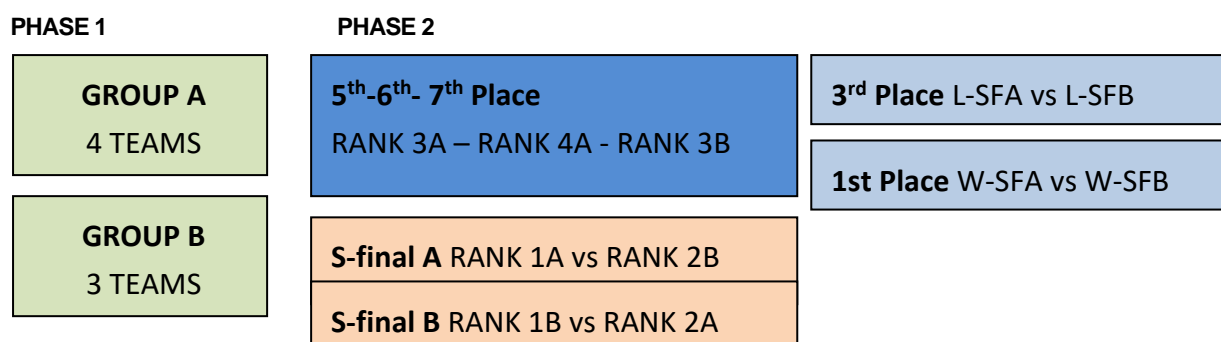 PHASE 1
PHASE 2
GROUP A
4 TEAMS
GROUP B
3 TEAMS
5th-6th- 7th Place
RANK 3A – RANK 4A - RANK 3B
S-final A RANK 1A vs RANK 2B
S-final B RANK 1B vs RANK 2A
3rd Place L-SFA vs L-SFB
1st Place W-SFA vs W-SFB